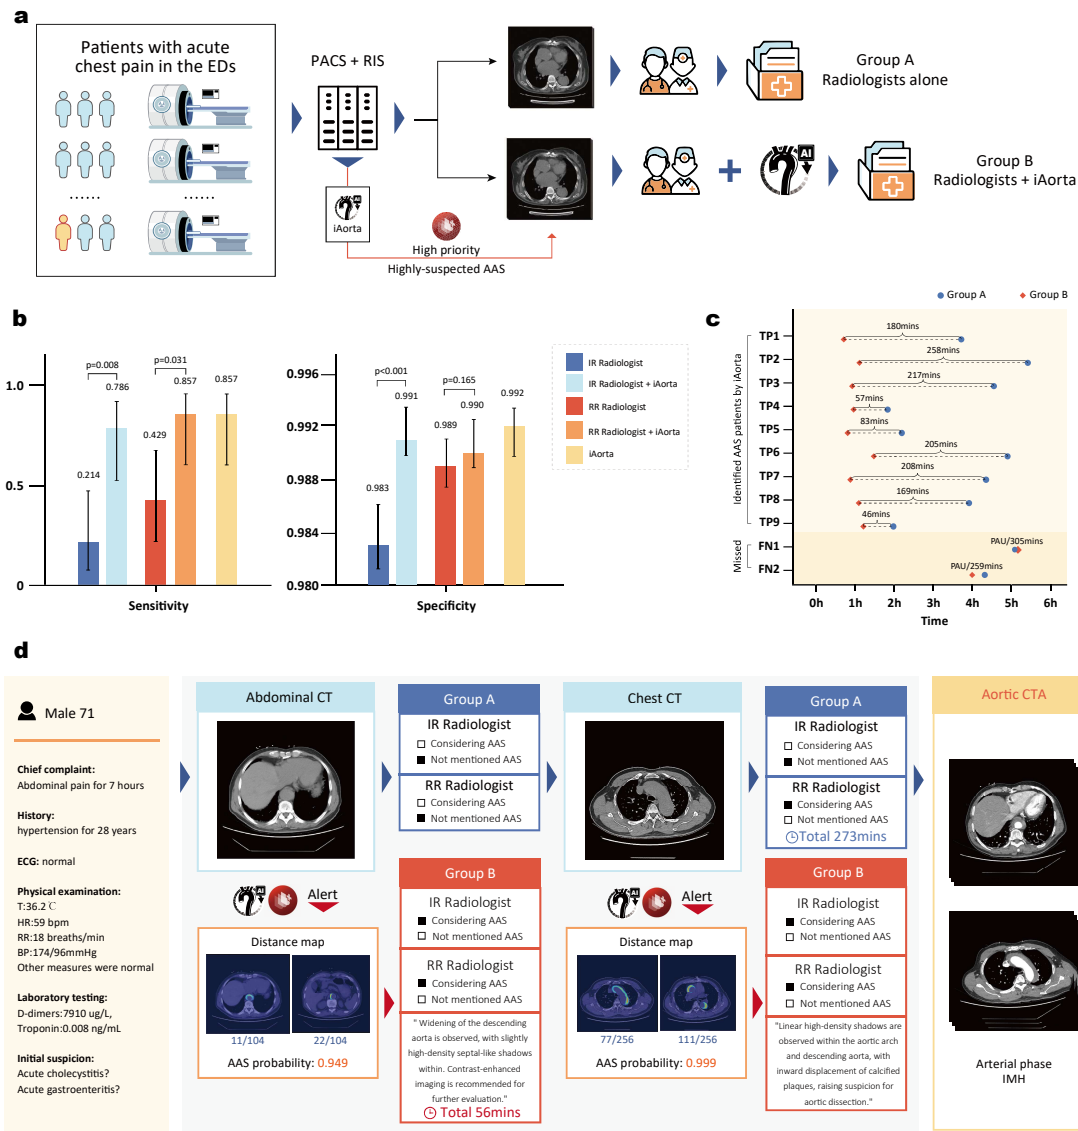 a
Patients with acute
chest pain in the EDs
......
......
PACS + RIS
iAorta
High priority
Highly-suspected AAS
Group A
Radiologists alone
AI
Group B
Radiologists + iAorta
b
1.0
0.5
0
p=0.008
p=0.031
0.214
0.786
0.429
0.857
0.857
Sensitivity
0.996
0.992
0.988
0.984
0.980
p<0.001
p=0.165
0.983
0.991
0.989
0.990
0.992
Specificity
IR Radiologist
IR Radiologist + iAorta
RR Radiologist
RR Radiologist + iAorta
iAorta
c
Group A
Group B
Identified AAS patients by iAorta
Missed
TP1
180mins
TP2
258mins
TP3
217mins
TP4
57mins
TP5
83mins
TP6
205mins
TP7
208mins
TP8
169mins
TP9
46mins
FN1
PAU/305mins
FN2
PAU/259mins
0h 1h 2h 3h 4h 5h 6h
Time
d
Male 71
Chief complaint:
Abdominal pain for 7 hours
History:
hypertension for 28 years
ECG: normal
Physical examination:
T:36.2℃
HR:59 bpm
RR:18 breaths/min
BP:174/96mmHg
Other measures were normal
Laboratory testing:
D-dimers:7910 ug/L,
Troponin:0.008 ng/mL
Initial suspicion:
Acute cholecystitis?
Acute gastroenteritis?
Abdominal CT
AI
Alert
Distance map
11/104
22/104
AAS probability: 0.949
Group A
IR Radiologist
Considering AAS
Not mentioned AAS
RR Radiologist
Considering AAS
Not mentioned AAS
Group B
IR Radiologist
Considering AAS
Not mentioned AAS
RR Radiologist
Considering AAS
Not mentioned AAS
" Widening of the descending
aorta is observed, with slightly
high-density septal-like shadows
within. Contrast-enhanced
imaging is recommended for
further evaluation."
Total 56mins
Chest CT
AI
Alert
Distance map
77/256
111/256
AAS probability: 0.999
Group A
IR Radiologist
Considering AAS
Not mentioned AAS
RR Radiologist
Considering AAS
Not mentioned AAS
Total 273mins
Group B
IR Radiologist
Considering AAS
Not mentioned AAS
RR Radiologist
Considering AAS
Not mentioned AAS
"Linear high-density shadows are
observed within the aortic arch
and descending aorta, with
inward displacement of calcified
plaques, raising suspicion for
aortic dissection."
Aortic CTA
Arterial phase
IMH